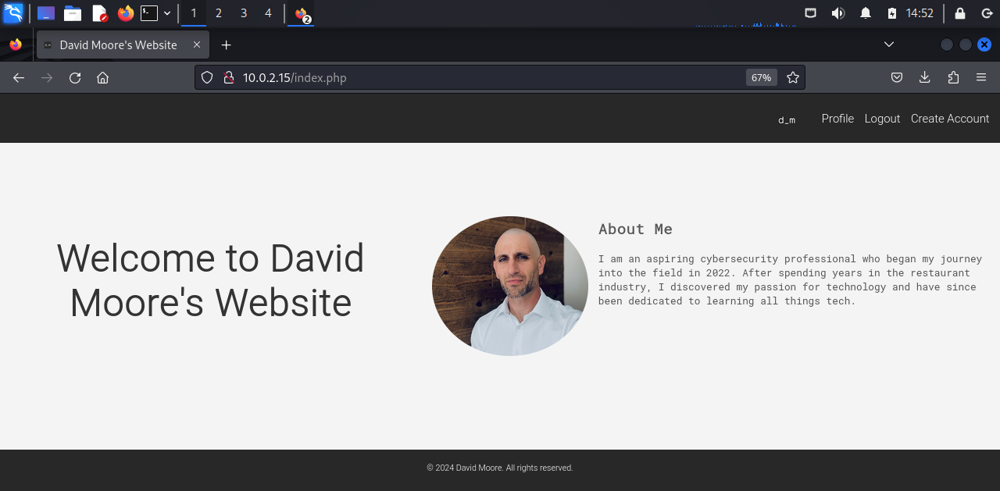 1 2 3 4
2
14:52
David Moore's Website
10.0.2.15/index.php
67%
d_m Profile Logout Create Account
Welcome to David
Moore's Website
About Me
I am an aspiring cybersecurity professional who began my journey
into the field in 2022. After spending years in the restaurant
industry, I discovered my passion for technology and have since
been dedicated to learning all things tech.
© 2024 David Moore. All rights reserved.